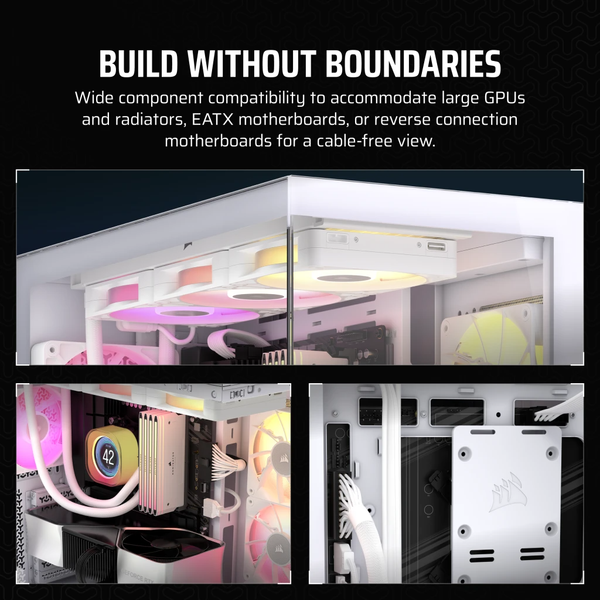 BUILD WITHOUT BOUNDARIES
Wide component compatibility to accommodate large GPUs
and radiators, EATX motherboards, or reverse connection
motherboards for a cable-free view.
42